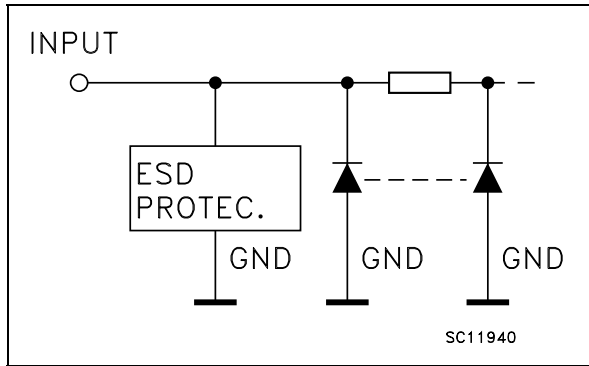 INPUT
ESD
PROTEC.
GND
GND
GND
SC11940